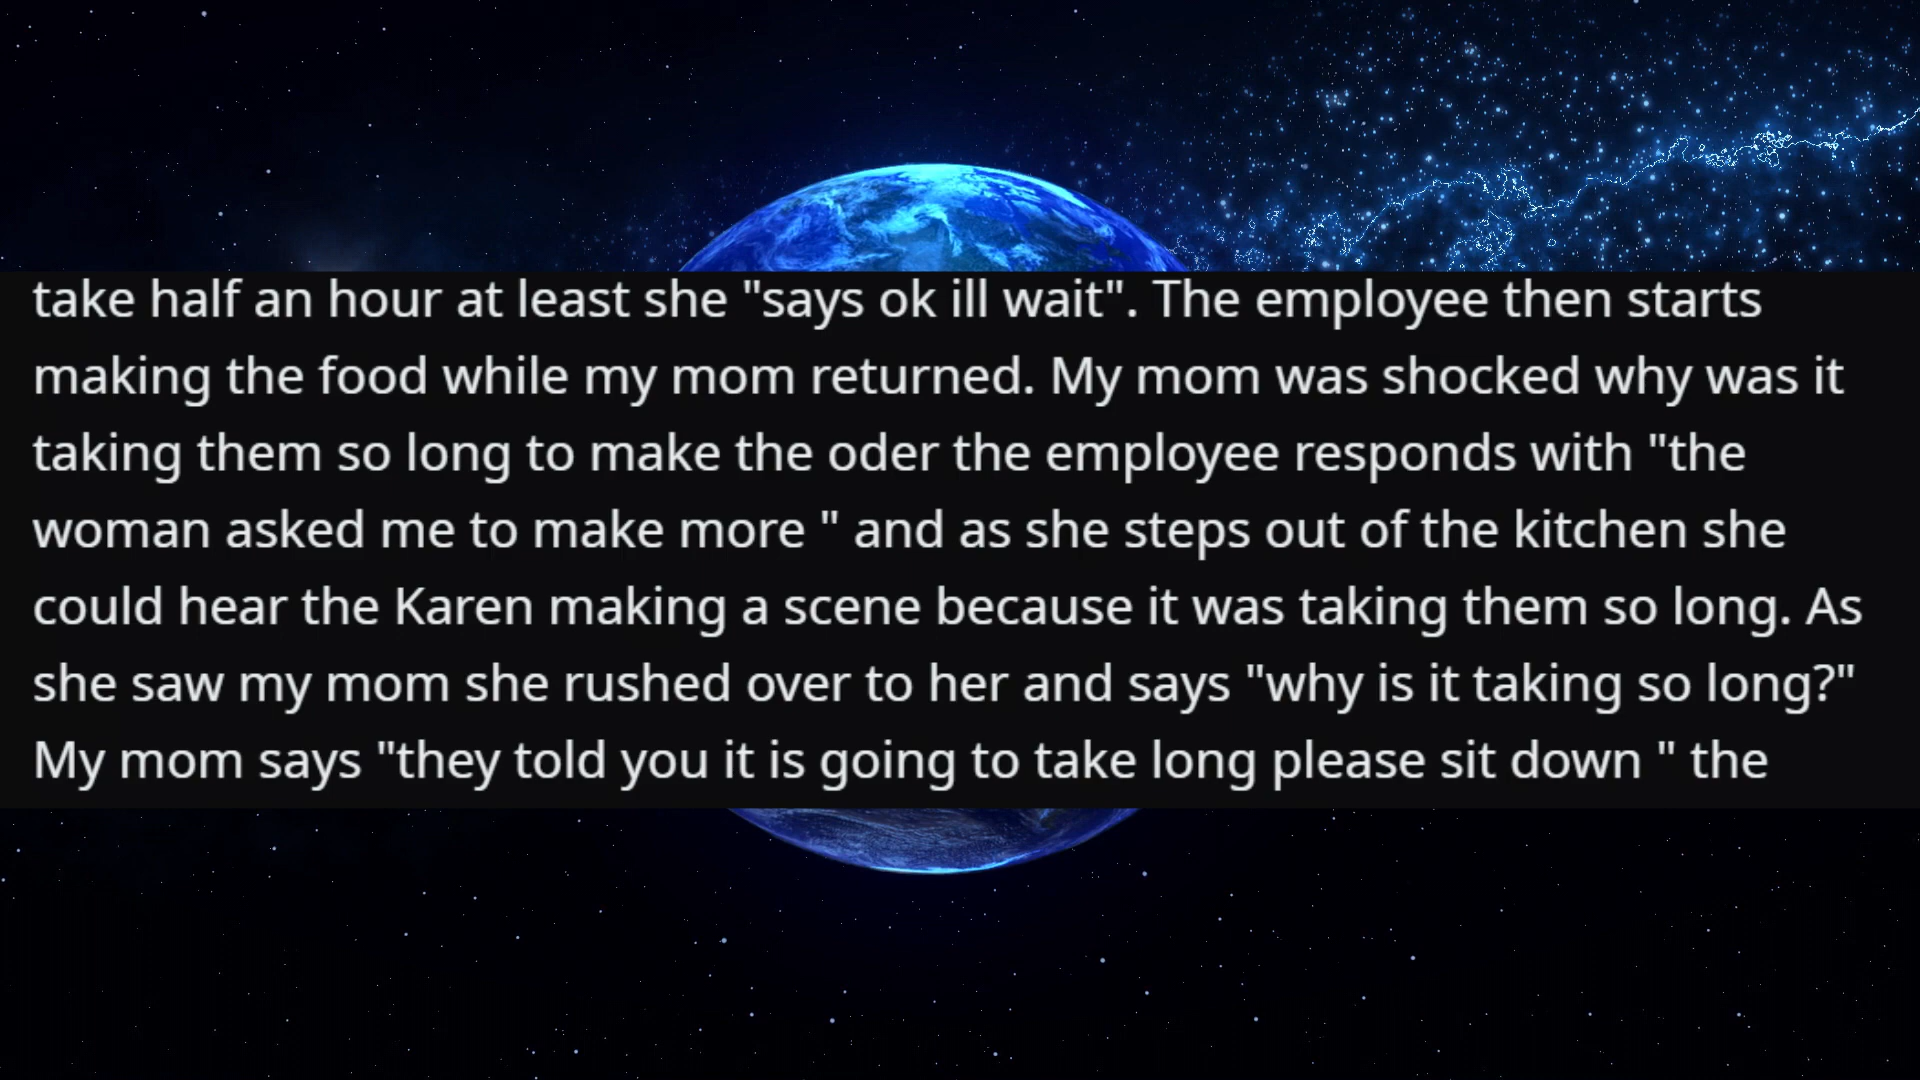 take half an hour at least she "says ok ill wait". The employee then starts
making the food while my mom returned. My mom was shocked why was it
taking them so long to make the oder the employee responds with "the
woman asked me to make more " and as she steps out of the kitchen she
could hear the Karen making a scene because it was taking them so long. As
she saw my mom she rushed over to her and says "why is it taking so long?"
My mom says "they told you it is going to take long please sit down " the